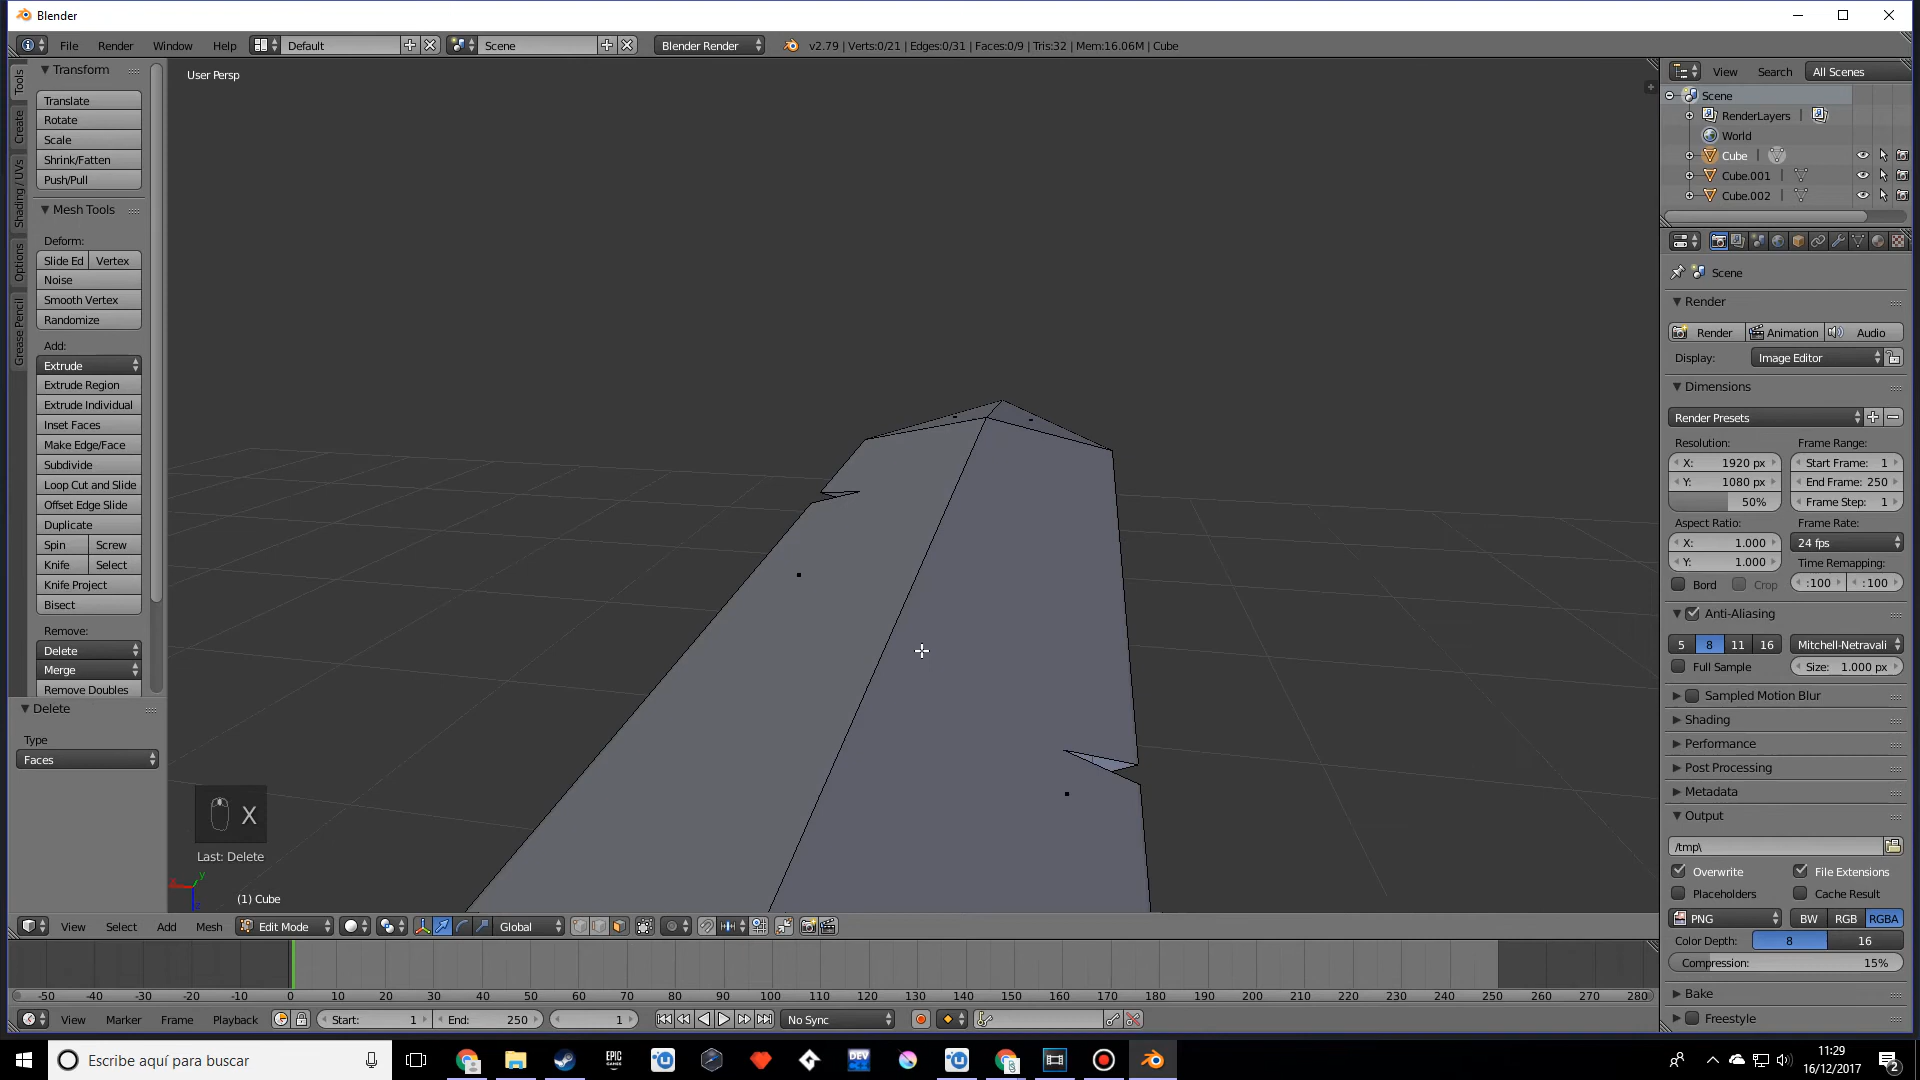 Blender
File Render Window Help Default Scene Blender Render v2.79 | Verts:0/21 | Edges:0/31 | Faces:0/9 | Tris:32 | Mem:16.06M | Cube
Tools
Create
Shading / UVs
Options
Grease Pencil
Transform
Translate
Rotate
Scale
Shrink/Fatten
Push/Pull
Mesh Tools
Deform:
Slide Ed Vertex
Noise
Smooth Vertex
Randomize
Add:
Extrude
Extrude Region
Extrude Individual
Inset Faces
Make Edge/Face
Subdivide
Loop Cut and Slide
Offset Edge Slide
Duplicate
Spin Screw
Knife Select
Knife Project
Bisect
Remove:
Delete
Merge
Remove Doubles
Delete
Type
Faces
User Persp
X
Last: Delete
x y z
(1) Cube
View Search All Scenes
Scene
RenderLayers
World
Cube
Cube.001
Cube.002
Scene
Render
Render Animation Audio
Display: Image Editor
Dimensions
Render Presets
Resolution: Frame Range:
X: 1920 px Start Frame: 1
Y: 1080 px End Frame: 250
50% Frame Step: 1
Aspect Ratio: Frame Rate:
X: 1.000 24 fps
Y: 1.000 Time Remapping:
Bord Crop :100 :100
Anti-Aliasing
5 8 11 16 Mitchell-Netravali
Full Sample Size: 1.000 px
Sampled Motion Blur
Shading
Performance
Post Processing
Metadata
Output
/tmp\
Overwrite File Extensions
Placeholders Cache Result
PNG BW RGB RGBA
Color Depth: 8 16
Compression: 15%
Bake
Freestyle
View Select Add Mesh Edit Mode Global
-50 -40 -30 -20 -10 0 10 20 30 40 50 60 70 80 90 100 110 120 130 140 150 160 170 180 190 200 210 220 230 240 250 260 270 280
View Marker Frame Playback Start: 1 End: 250 1 No Sync
Escribe aquí para buscar
EPIC GAMES
DEV
11:29
16/12/2017
2